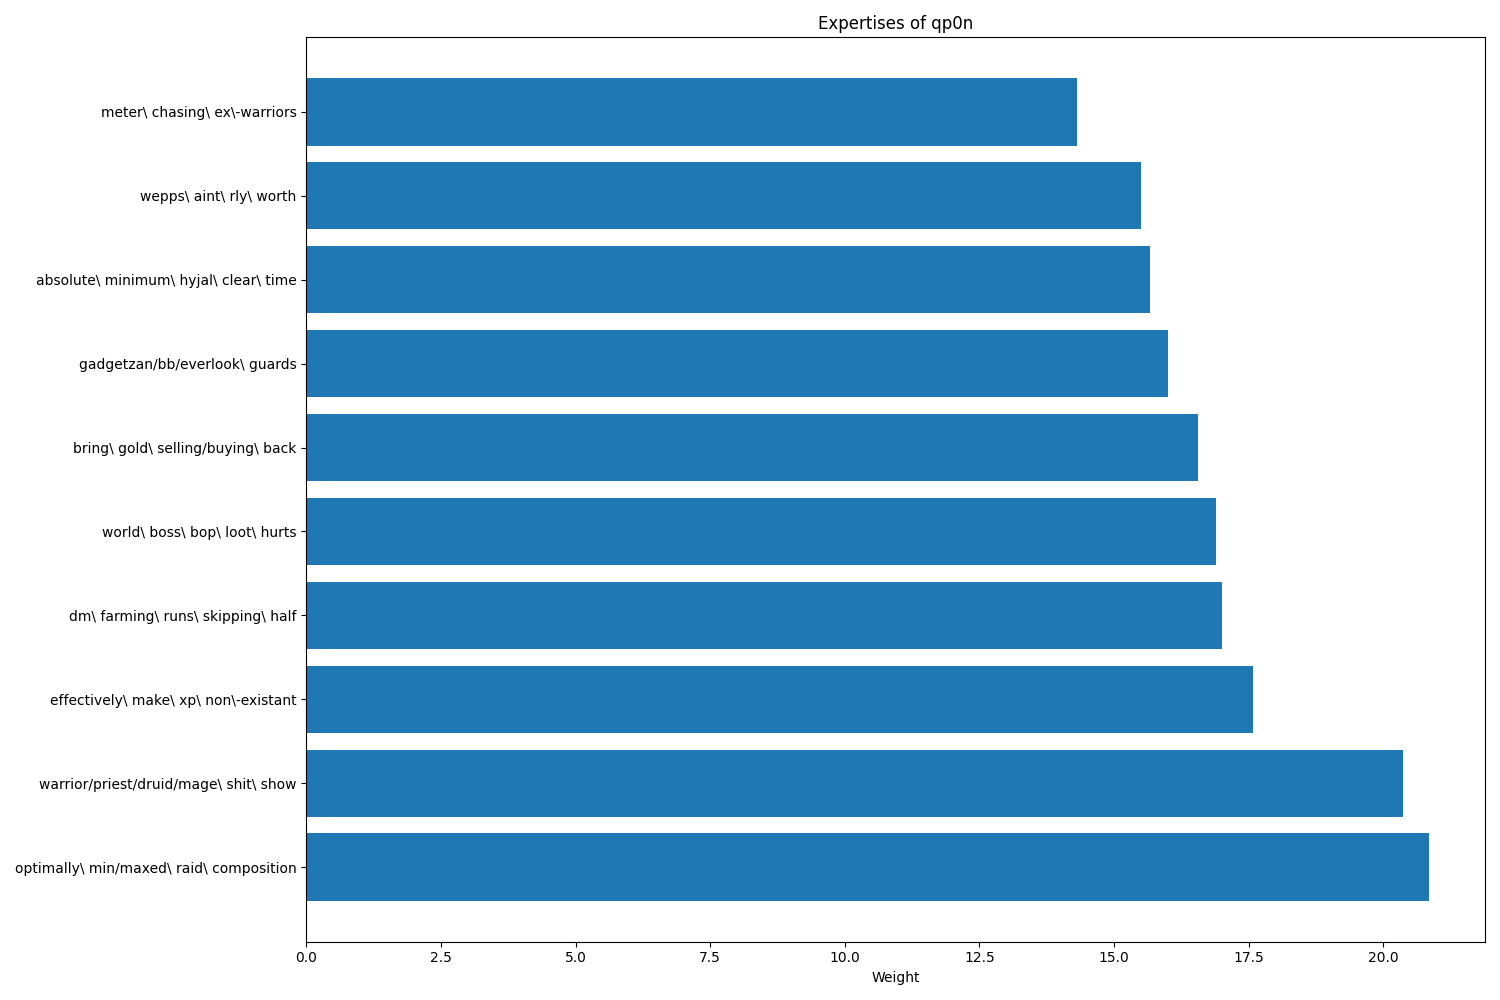 Expertises of qp0n
meter\ chasing\ ex\-warriors
wepps\ aint\ rly\ worth
absolute\ minimum\ hyjal\ clear\ time
gadgetzan/bb/everlook\ guards
bring\ gold\ selling/buying\ back
world\ boss\ bop\ loot\ hurts
dm\ farming\ runs\ skipping\ half
effectively\ make\ xp\ non\-existant
warrior/priest/druid/mage\ shit\ show
optimally\ min/maxed\ raid\ composition
0.0 2.5 5.0 7.5 10.0 12.5 15.0 17.5 20.0
Weight